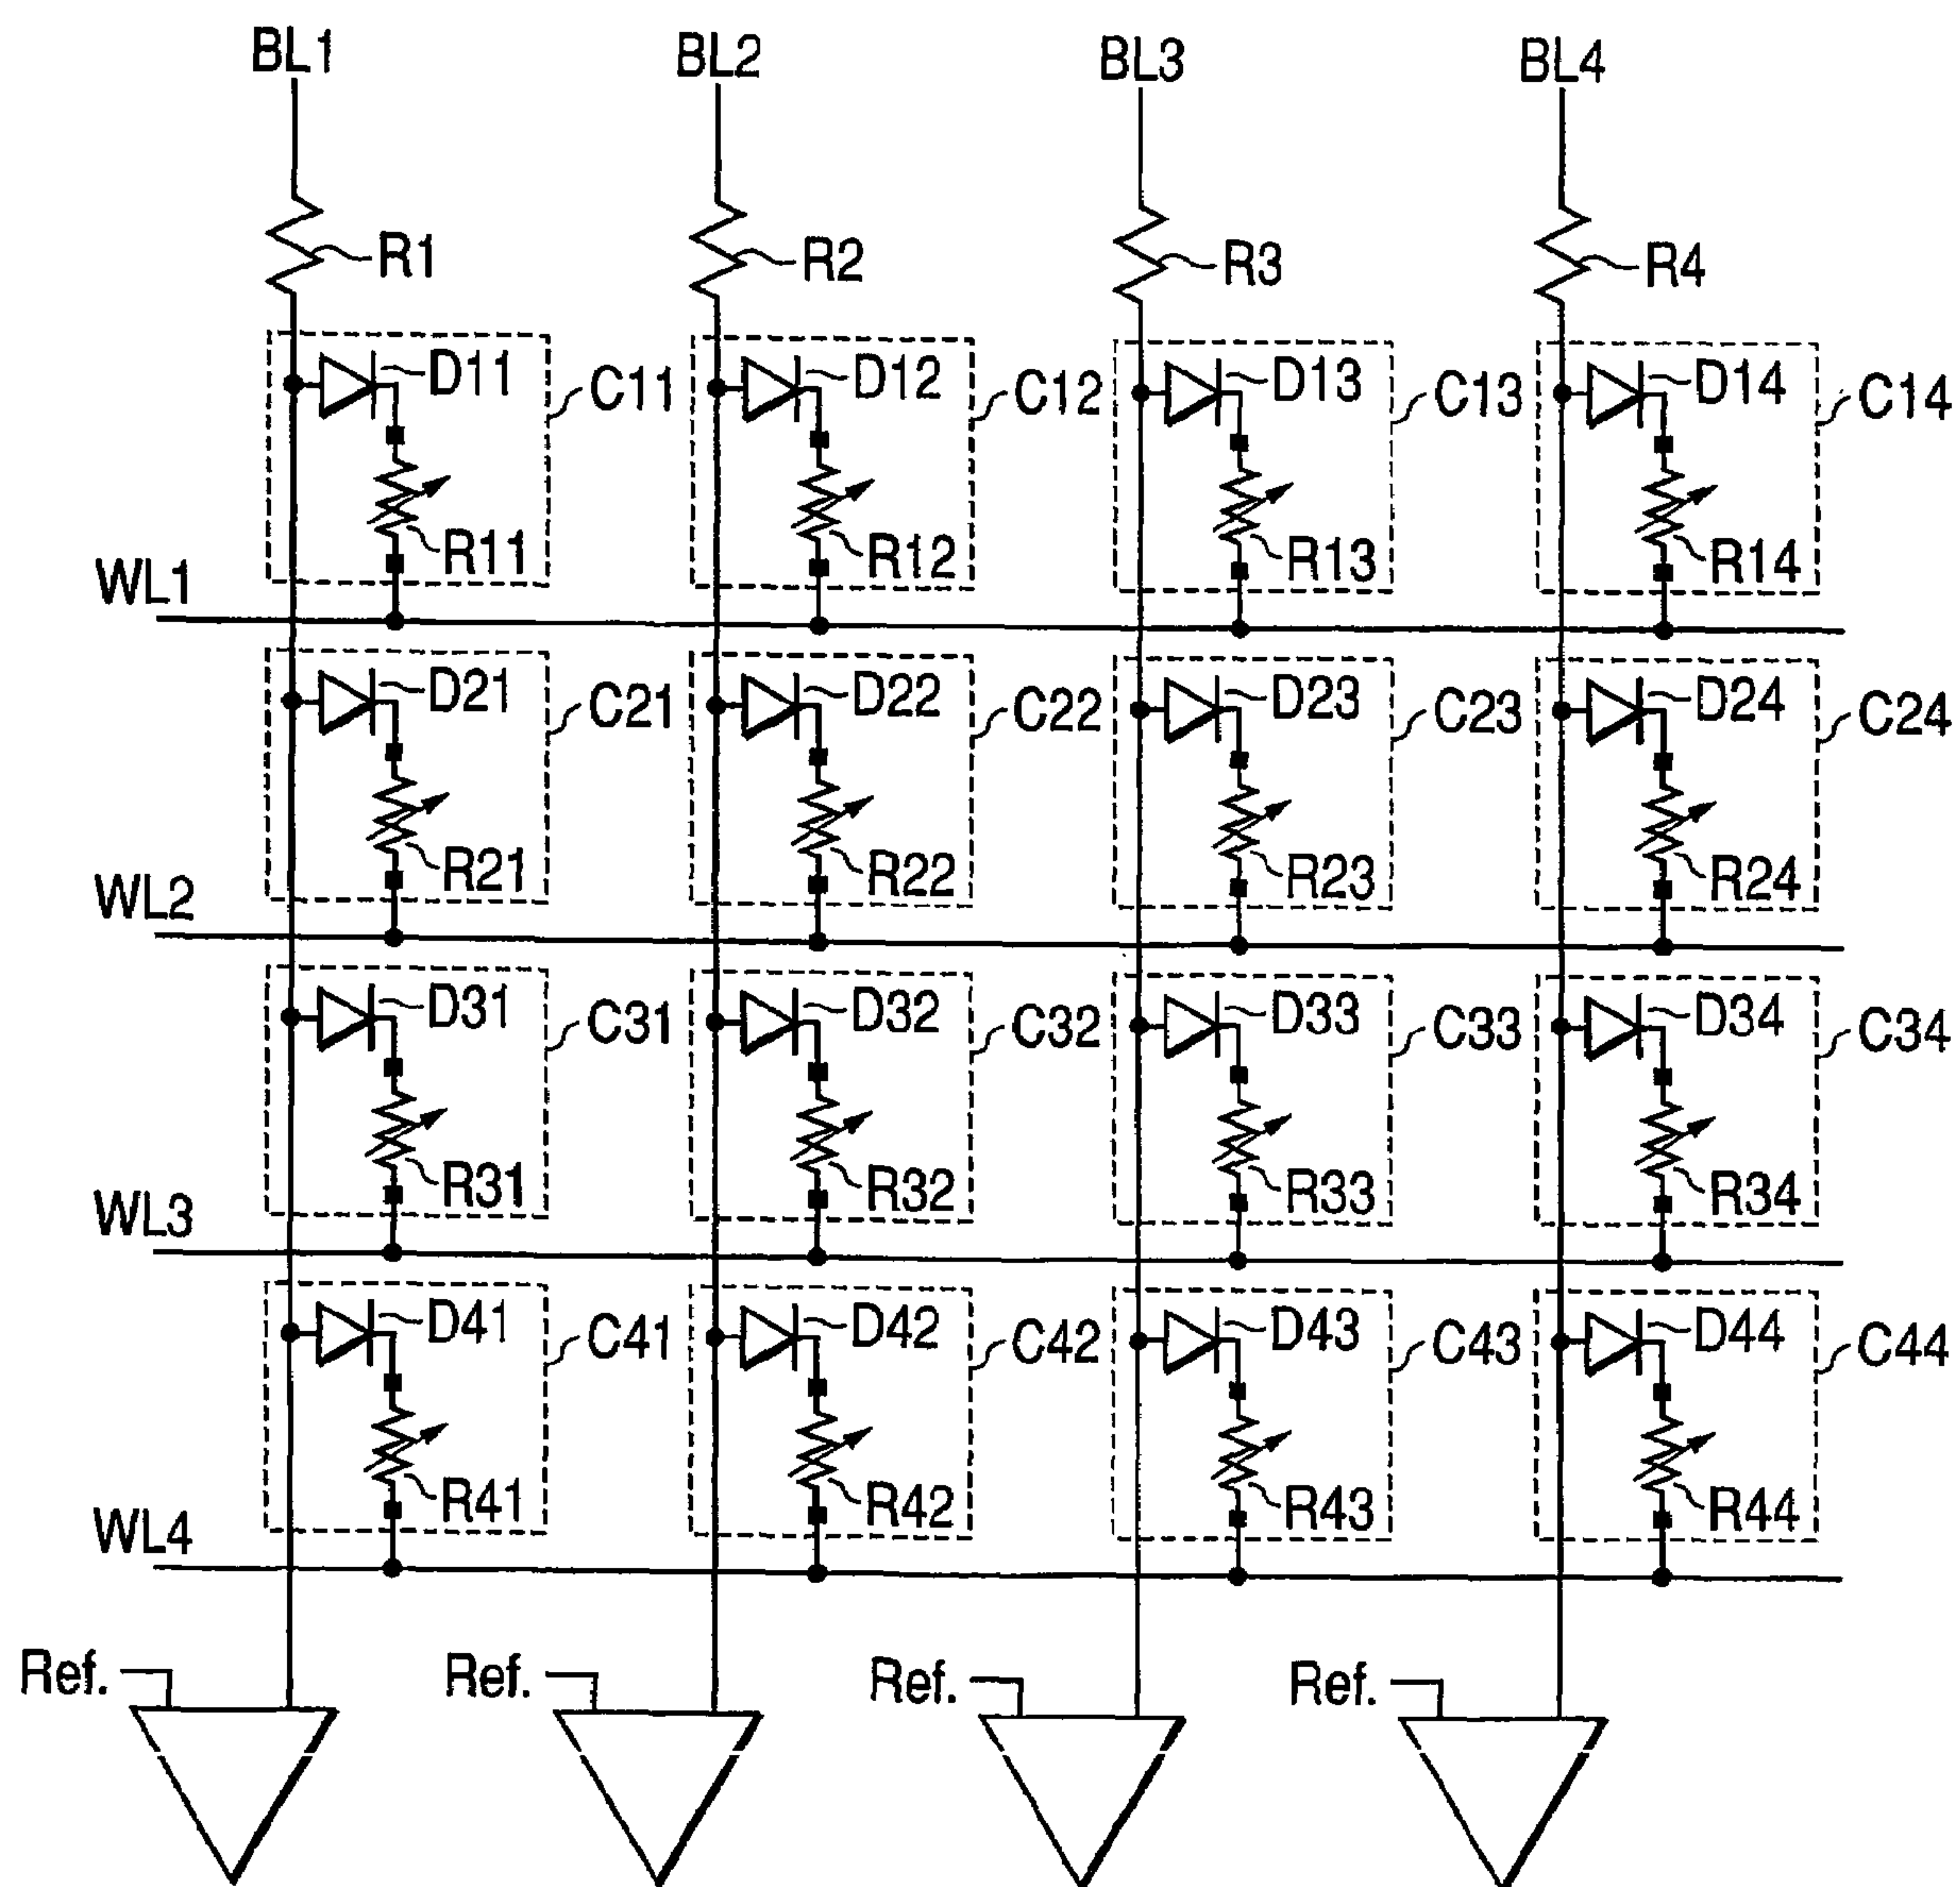 BL1 BL2 BL3 BL4
R1 R2 R3 R4
D11 C11 D12 C12 D13 C13 D14 C14
R11 R12 R13 R14
WL1
D21 C21 D22 C22 D23 C23 D24 C24
R21 R22 R23 R24
WL2
D31 C31 D32 C32 D33 C33 D34 C34
R31 R32 R33 R34
WL3
D41 C41 D42 C42 D43 C43 D44 C44
R41 R42 R43 R44
WL4
Ref. Ref. Ref. Ref.